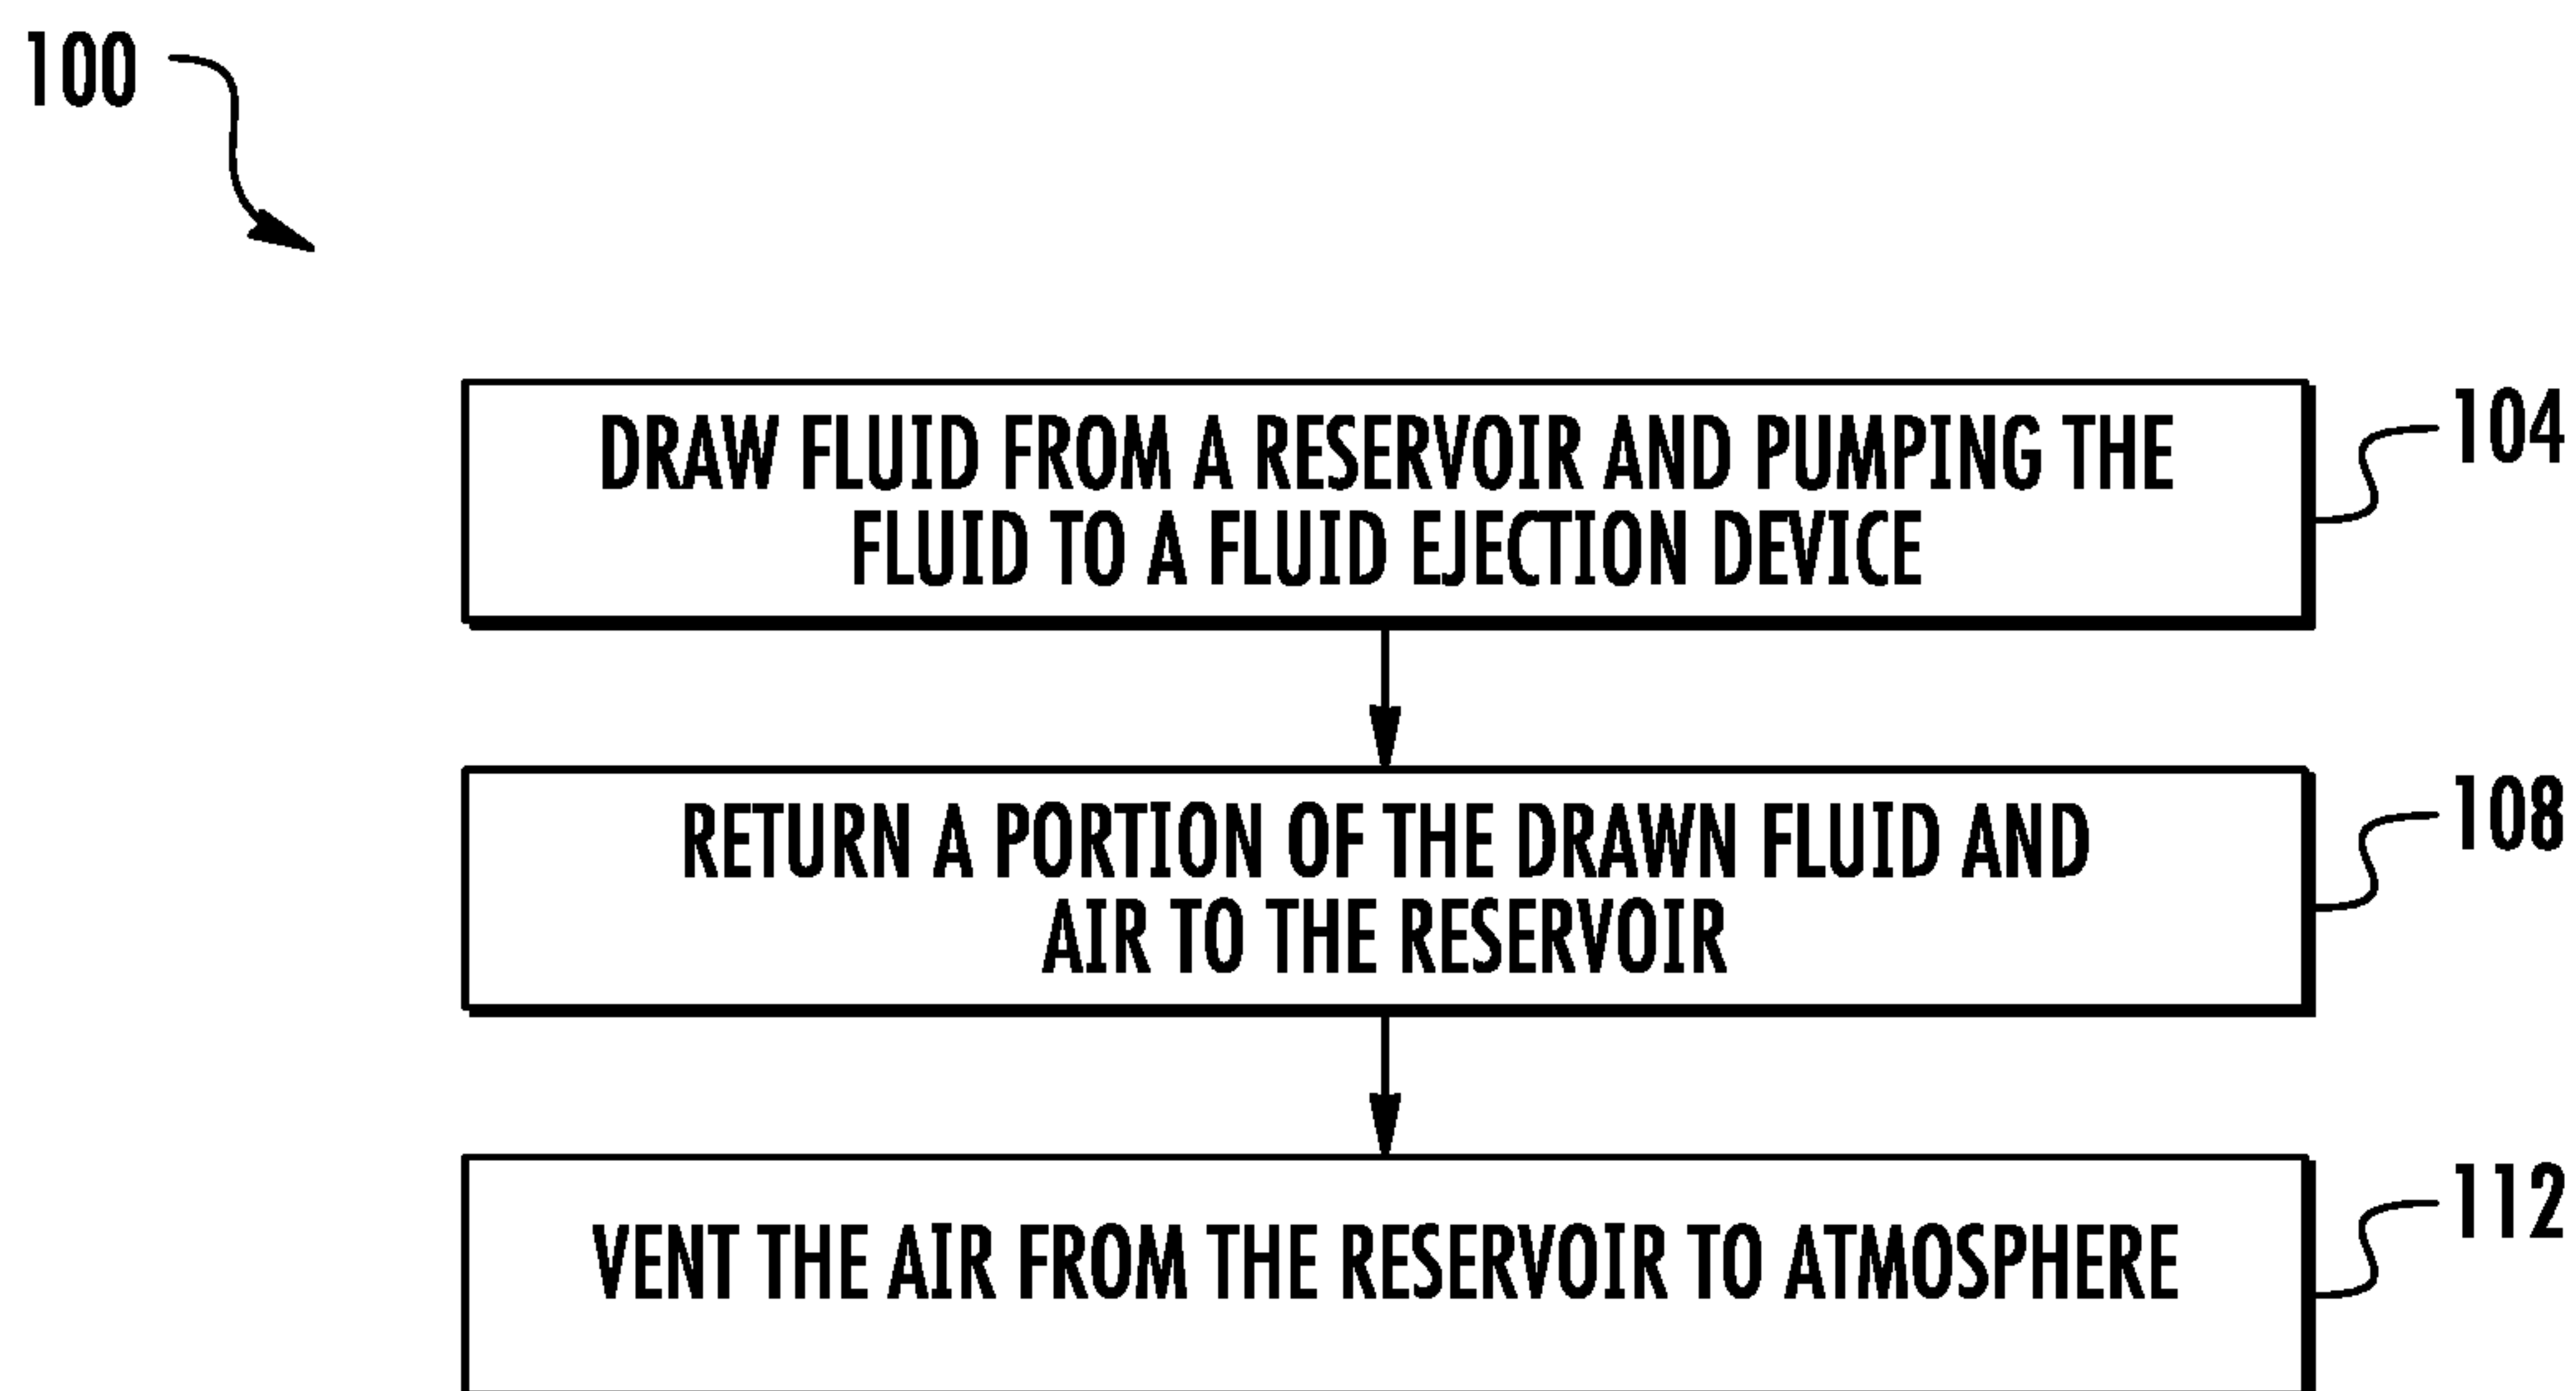 100
DRAW FLUID FROM A RESERVOIR AND PUMPING THE
FLUID TO A FLUID EJECTION DEVICE
104
RETURN A PORTION OF THE DRAWN FLUID AND
AIR TO THE RESERVOIR
108
VENT THE AIR FROM THE RESERVOIR TO ATMOSPHERE
112